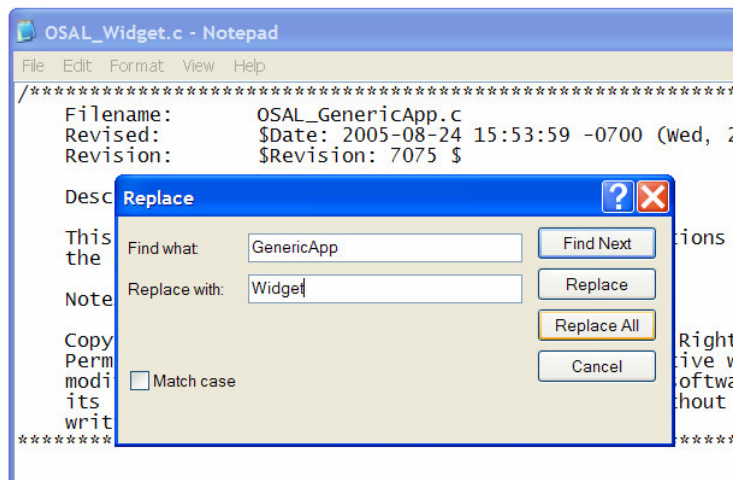 OSAL_Widget.c - Notepad
File Edit Format View Help
/************************************************************
Filename: OSAL_GenericApp.c
Revised: $Date: 2005-08-24 15:53:59 -0700 (Wed, 2
Revision: $Revision: 7075 $
Desc
Replace
This
Find what:
GenericApp
Find Next
tions
the
Replace with:
Widget
Replace
Note
Replace All
Copy
Right
Perm
Cancel
tive w
modi
Match case
oftwa
its
hout
writ
************************************************************